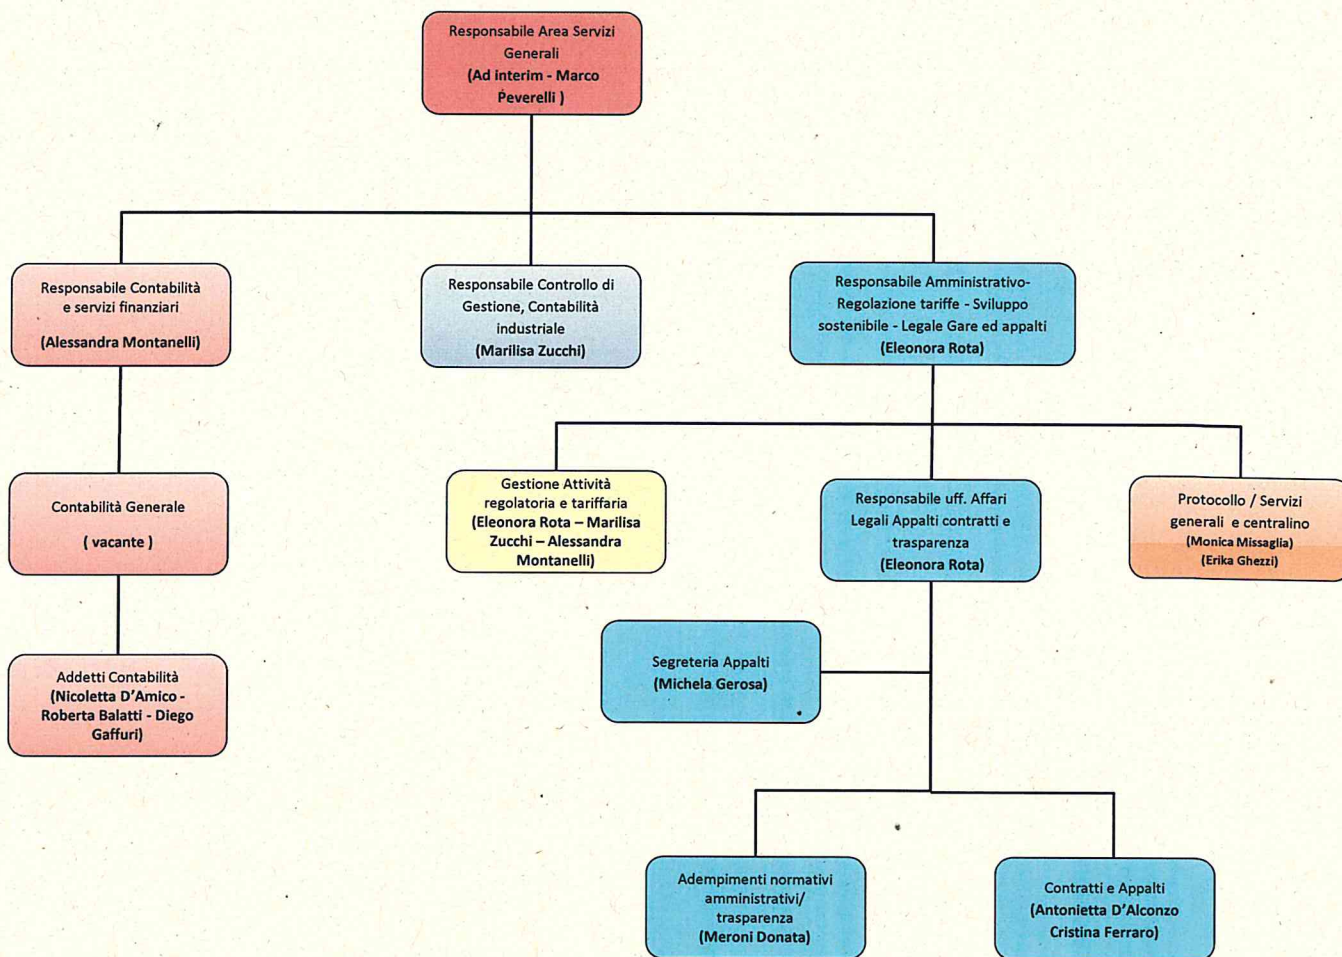 Responsabile Area Servizi
Generali
(Ad interim - Marco
Peverelli )
Responsabile Contabilità
e servizi finanziari
(Alessandra Montanelli)
Responsabile Controllo di
Gestione, Contabilità
industriale
(Marilisa Zucchi)
Responsabile Amministrativo-
Regolazione tariffe - Sviluppo
sostenibile - Legale Gare ed appalti
(Eleonora Rota)
Contabilità Generale
( vacante )
Gestione Attività
regolatoria e tariffaria
(Eleonora Rota – Marilisa
Zucchi – Alessandra
Montanelli)
Responsabile uff. Affari
Legali Appalti contratti e
trasparenza
(Eleonora Rota)
Protocollo / Servizi
generali e centralino
(Monica Missaglia)
(Erika Ghezzi)
Addetti Contabilità
(Nicoletta D'Amico -
Roberta Balatti - Diego
Gaffuri)
Segreteria Appalti
(Michela Gerosa)
Adempimenti normativi
amministrativi/
trasparenza
(Meroni Donata)
Contratti e Appalti
(Antonietta D'Alconzo
Cristina Ferraro)